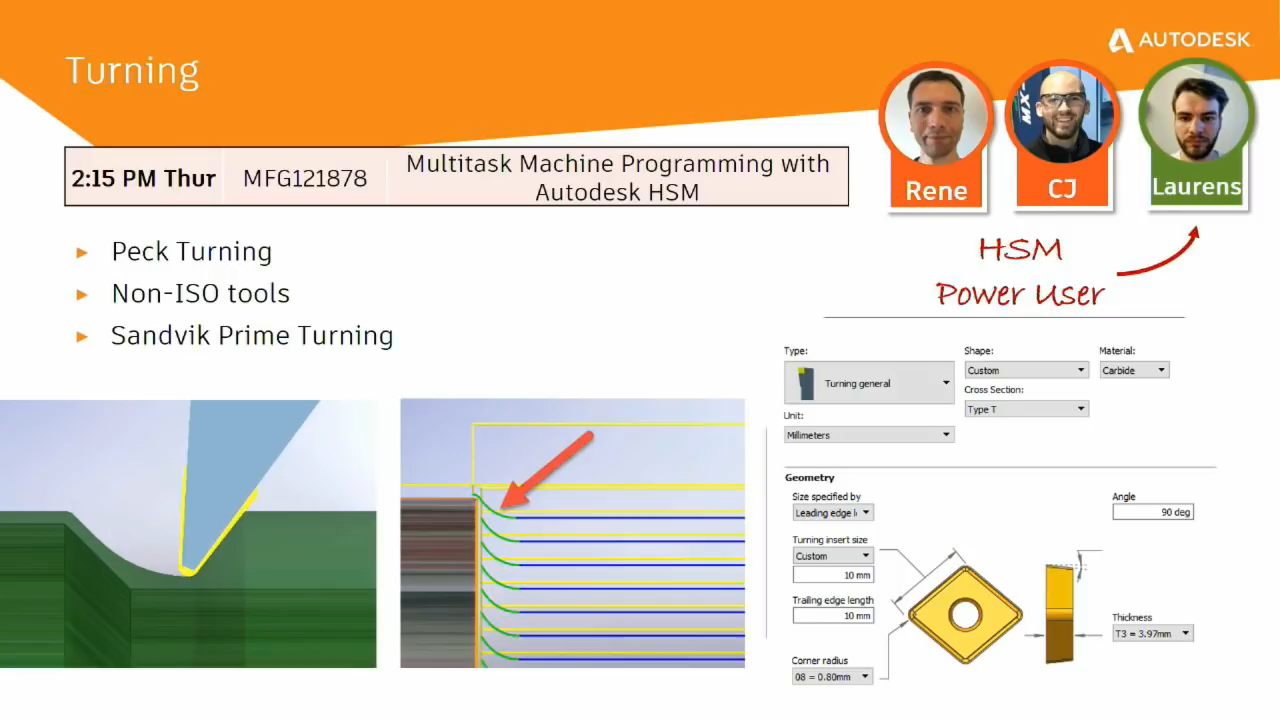 Turning
AUTODESK
MX-
2:15 PM Thur MFG121878 Multitask Machine Programming with
Autodesk HSM
Rene CJ Laurens
Peck Turning
Non-ISO tools
Sandvik Prime Turning
HSM
Power User
Type: Shape: Material:
Turning general Custom Carbide
Cross Section:
Type T
Unit:
Millimeters
Geometry
Size specified by Angle
Leading edge l 90 deg
Turning insert size
Custom
10 mm
Trailing edge length
10 mm
Thickness
T3 = 3.97mm
Corner radius
08 = 0.80mm